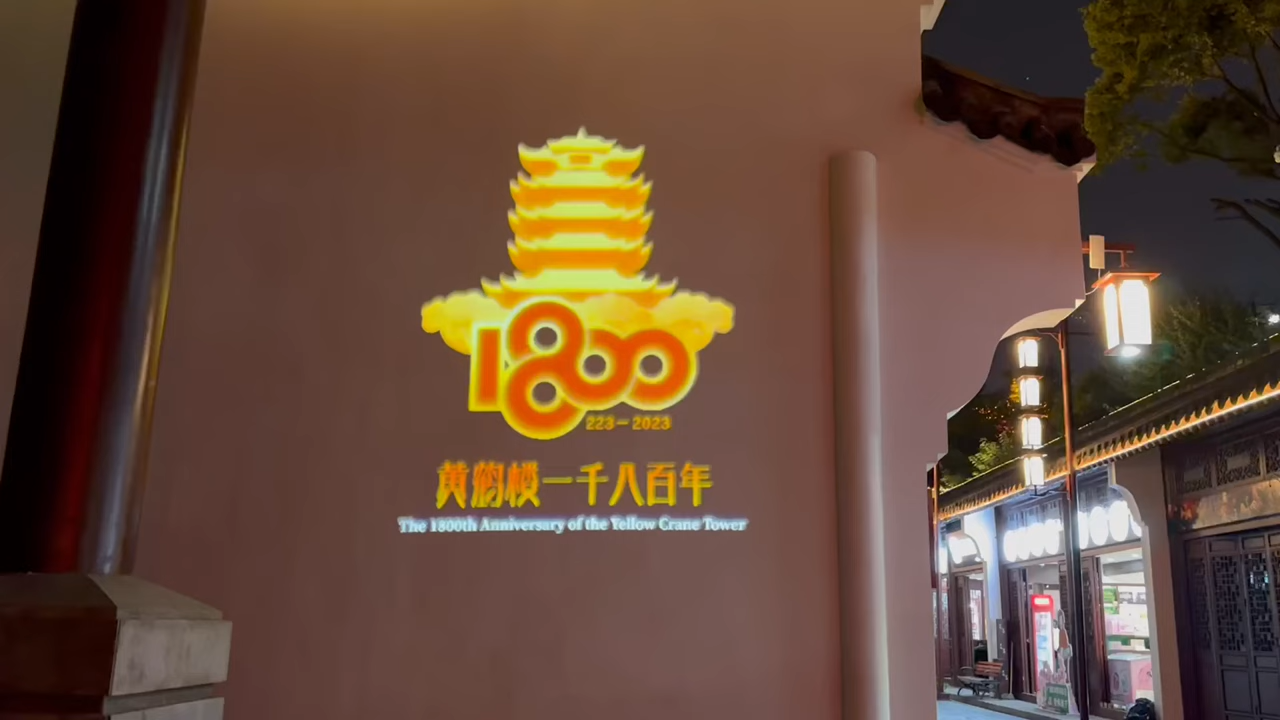 1800
223-2023
黄鹤楼一千八百年
The 1800th Anniversary of the Yellow Crane Tower